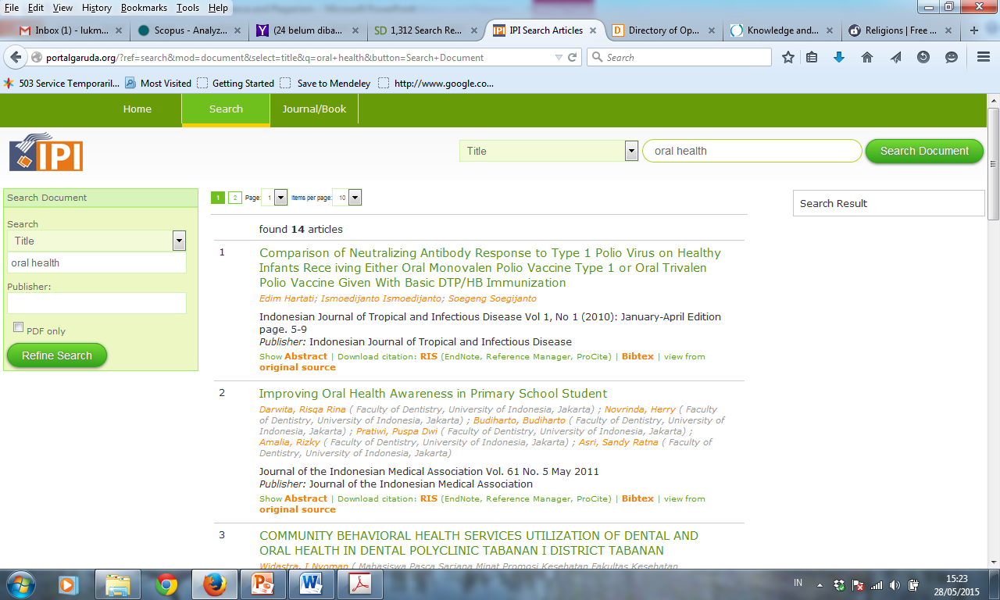 File Edit View History Bookmarks Tools Help
Inbox (1) - lukm... × Scopus - Analyz... × (24 belum diba... × SD 1,312 Search Re... × IPI Search Articles × Directory of Op... × Knowledge and... × Religions | Free ... × +
portalgaruda.org/?ref=search&mod=document&select=title&q=oral+health&button=Search+Document
Search
503 Service Temporaril... Most Visited Getting Started Save to Mendeley http://www.google.co...
Home Search Journal/Book
IPI
Title oral health Search Document
Search Document
Search
Title
oral health
Publisher:
PDF only
Refine Search
1 2 Page: 1 Items per page: 10
Search Result
found 14 articles
1 Comparison of Neutralizing Antibody Response to Type 1 Polio Virus on Healthy
Infants Rece iving Either Oral Monovalen Polio Vaccine Type 1 or Oral Trivalen
Polio Vaccine Given With Basic DTP/HB Immunization
Edim Hartati; Ismoedijanto Ismoedijanto; Soegeng Soegijanto
Indonesian Journal of Tropical and Infectious Disease Vol 1, No 1 (2010): January-April Edition
page. 5-9
Publisher: Indonesian Journal of Tropical and Infectious Disease
Show Abstract | Download citation: RIS (EndNote, Reference Manager, ProCite) | Bibtex | view from
original source
2 Improving Oral Health Awareness in Primary School Student
Darwita, Risqa Rina ( Faculty of Dentistry, University of Indonesia, Jakarta) ; Novrinda, Herry ( Faculty
of Dentistry, University of Indonesia, Jakarta) ; Budiharto, Budiharto ( Faculty of Dentistry, University of
Indonesia, Jakarta) ; Pratiwi, Puspa Dwi ( Faculty of Dentistry, University of Indonesia, Jakarta) ;
Amalia, Rizky ( Faculty of Dentistry, University of Indonesia, Jakarta) ; Asri, Sandy Ratna ( Faculty of
Dentistry, University of Indonesia, Jakarta)
Journal of the Indonesian Medical Association Vol. 61 No. 5 May 2011
Publisher: Journal of the Indonesian Medical Association
Show Abstract | Download citation: RIS (EndNote, Reference Manager, ProCite) | Bibtex | view from
original source
3 COMMUNITY BEHAVIORAL HEALTH SERVICES UTILIZATION OF DENTAL AND
ORAL HEALTH IN DENTAL POLYCLINIC TABANAN I DISTRICT TABANAN
Widastra, I Nyoman ( Mahasiswa Pasca Sarjana Minat Promosi Kesehatan Fakultas Kesehatan
IN
15:23
28/05/2015